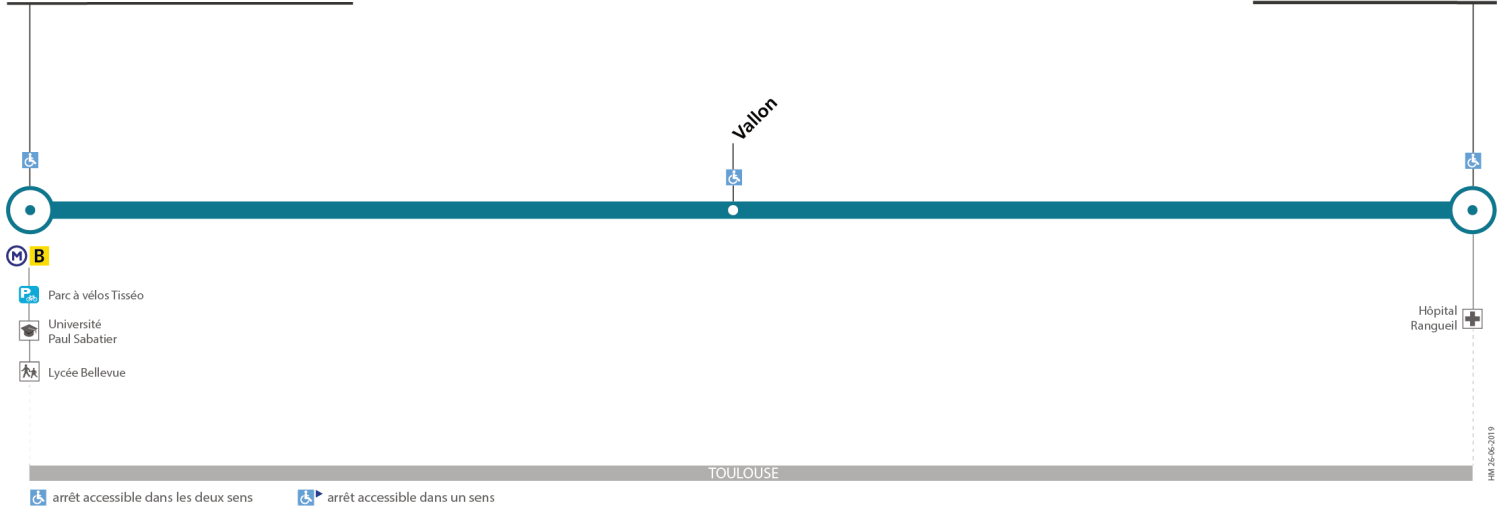 Vallon
M B
P Parc à vélos Tisséo
Université
Paul Sabatier
Lycée Bellevue
Hôpital
Rangueil
TOULOUSE
HM 26-06-2019
arrêt accessible dans les deux sens
arrêt accessible dans un sens